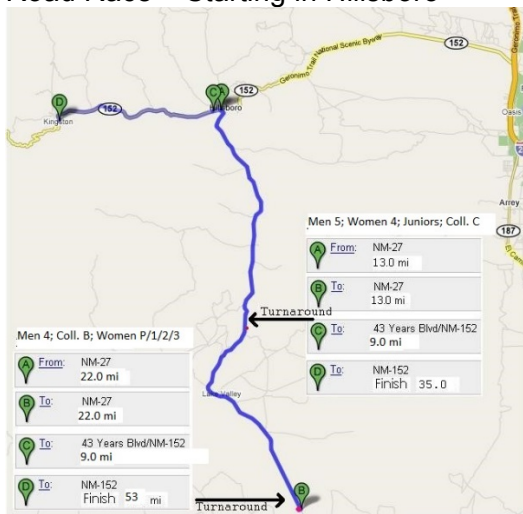 Road Race – Starting in Hillsboro
152
Geronimo Trail National Scenic Byway
152
D
C
A
Hillsboro
152
Kingston
Oasis
Arrey
187
Men 5; Women 4; Juniors; Coll. C
A From: NM-27
13.0 mi
B To: NM-27
13.0 mi
C To: 43 Years Blvd/NM-152
9.0 mi
D To: NM-152
Finish 35.0
Turnaround
Men 4; Coll. B; Women P/1/2/3
A From: NM-27
22.0 mi
B To: NM-27
22.0 mi
C To: 43 Years Blvd/NM-152
9.0 mi
D To: NM-152
Finish 53 mi
Lake Valley
B
Turnaround